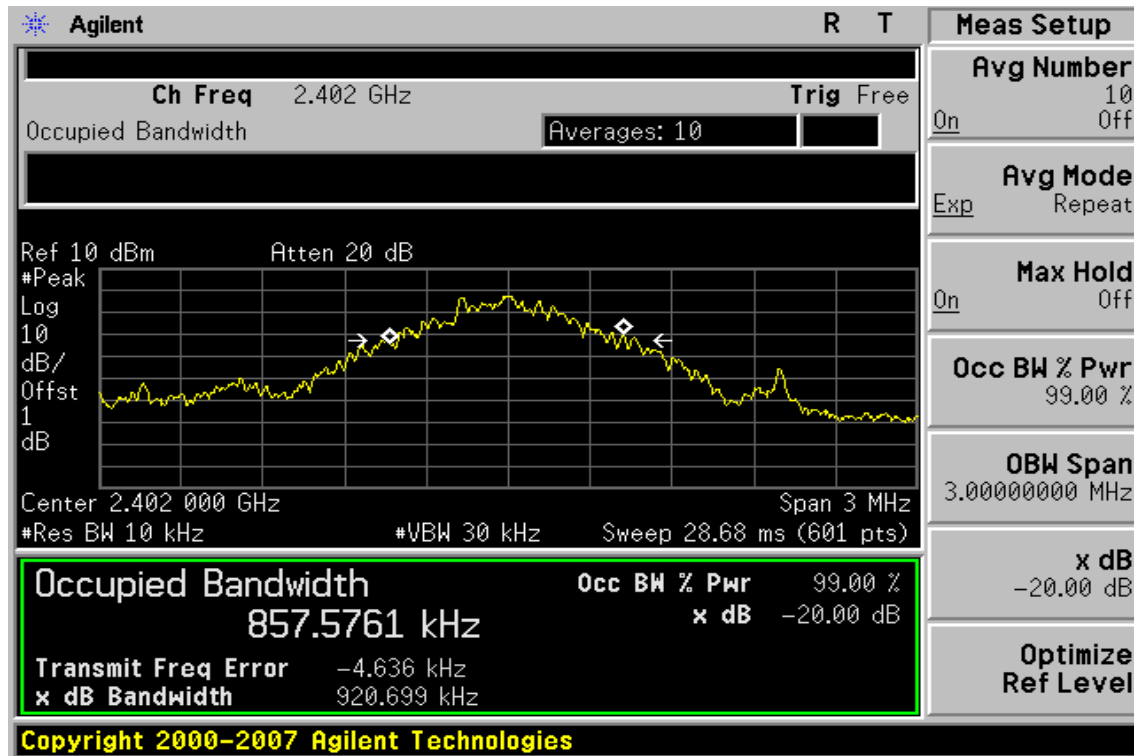 Agilent R T
Ch Freq 2.402 GHz Trig Free
Occupied Bandwidth Averages: 10
Ref 10 dBm Atten 20 dB
#Peak
Log
10
dB/
Offst
1
dB
Center 2.402 000 GHz Span 3 MHz
#Res BW 10 kHz #VBW 30 kHz Sweep 28.68 ms (601 pts)
Occupied Bandwidth
857.5761 kHz
Occ BW % Pwr 99.00 %
x dB -20.00 dB
Transmit Freq Error -4.636 kHz
x dB Bandwidth 920.699 kHz
Meas Setup
Avg Number
10
On Off
Avg Mode
Exp Repeat
Max Hold
On Off
Occ BW % Pwr
99.00 %
OBW Span
3.00000000 MHz
x dB
-20.00 dB
Optimize
Ref Level
Copyright 2000-2007 Agilent Technologies